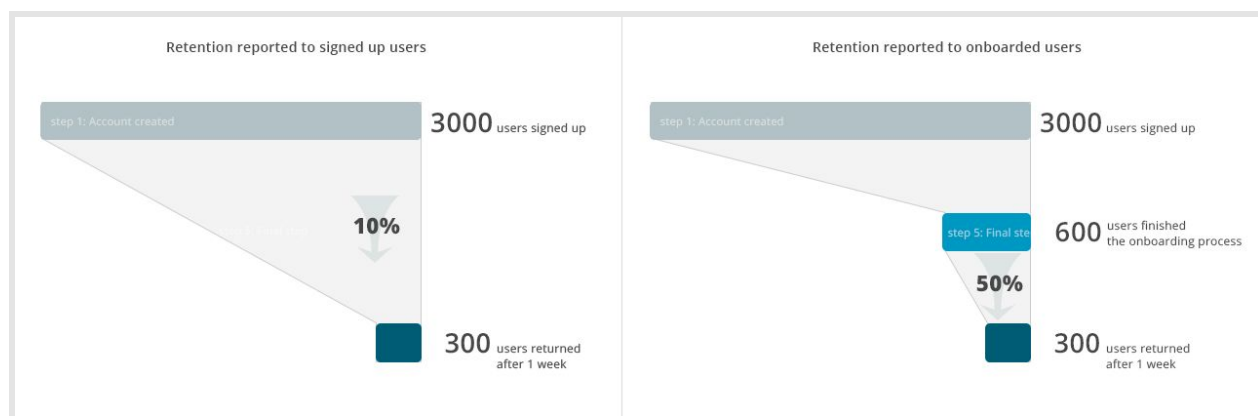 Retention reported to signed up users
step 1: Account created
3000 users signed up
10%
300 users returned
after 1 week
Retention reported to onboarded users
step 1: Account created
3000 users signed up
step 5: Final ste
600 users finished
the onboarding process
50%
300 users returned
after 1 week